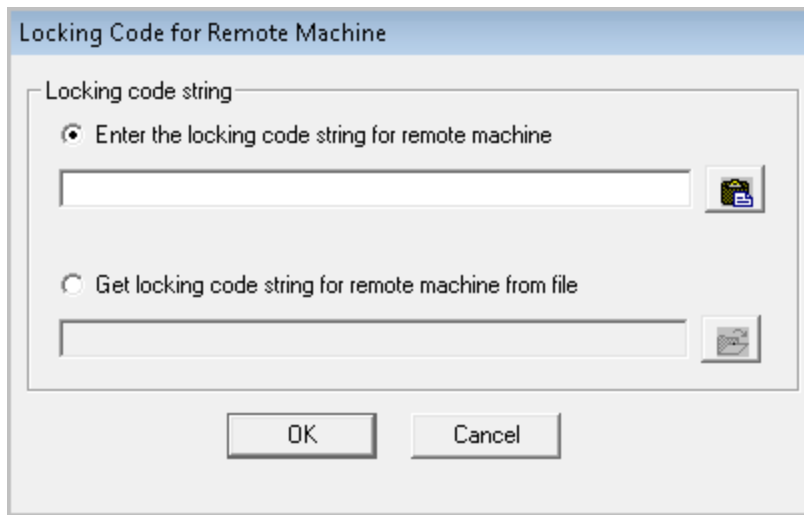 Locking Code for Remote Machine
Locking code string
Enter the locking code string for remote machine
Get locking code string for remote machine from file
OK
Cancel